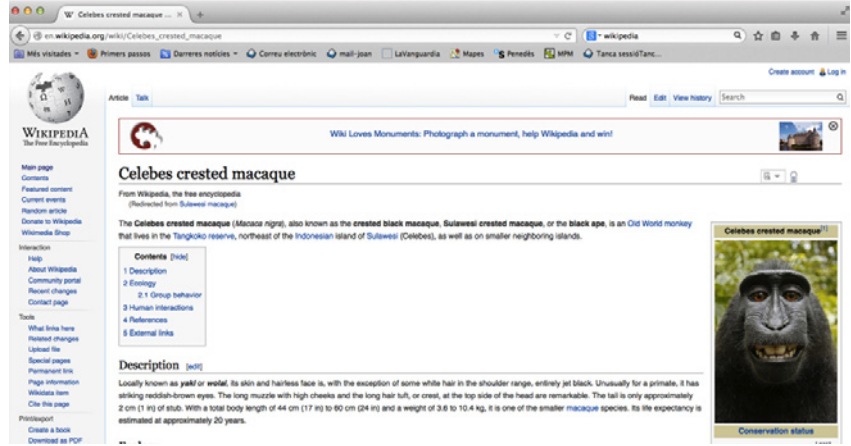 Celebes crested macaque ...
en.wikipedia.org/wiki/Celebes_crested_macaque
wikipedia
Més visitades
Primers passos
Darreres notícies
Correu electrònic
mail-joan
LaVanguardia
Mapes
Penedès
MPM
Tanca sessióTanc...
Create account
Log in
WIKIPEDIA
The Free Encyclopedia
Article Talk
Read Edit View history Search
Wiki Loves Monuments: Photograph a monument, help Wikipedia and win!
Main page
Contents
Featured content
Current events
Random article
Donate to Wikipedia
Wikimedia Shop
Interaction
Help
About Wikipedia
Community portal
Recent changes
Contact page
Tools
What links here
Related changes
Upload file
Special pages
Permanent link
Page information
Wikidata item
Cite this page
Print/export
Create a book
Download as PDF
Celebes crested macaque
From Wikipedia, the free encyclopedia
(Redirected from Sulawesi macaque)
The Celebes crested macaque (Macaca nigra), also known as the crested black macaque, Sulawesi crested macaque, or the black ape, is an Old World monkey
that lives in the Tangkoko reserve, northeast of the Indonesian island of Sulawesi (Celebes), as well as on smaller neighboring islands.
Contents [hide]
1 Description
2 Ecology
2.1 Group behavior
3 Human interactions
4 References
5 External links
Description [edit]
Locally known as yaki or wolai, its skin and hairless face is, with the exception of some white hair in the shoulder range, entirely jet black. Unusually for a primate, it has
striking reddish-brown eyes. The long muzzle with high cheeks and the long hair tuft, or crest, at the top side of the head are remarkable. The tail is only approximately
2 cm (1 in) of stub. With a total body length of 44 cm (17 in) to 60 cm (24 in) and a weight of 3.6 to 10.4 kg, it is one of the smaller macaque species. Its life expectancy is
estimated at approximately 20 years.
Celebes crested macaque[1]
Conservation status